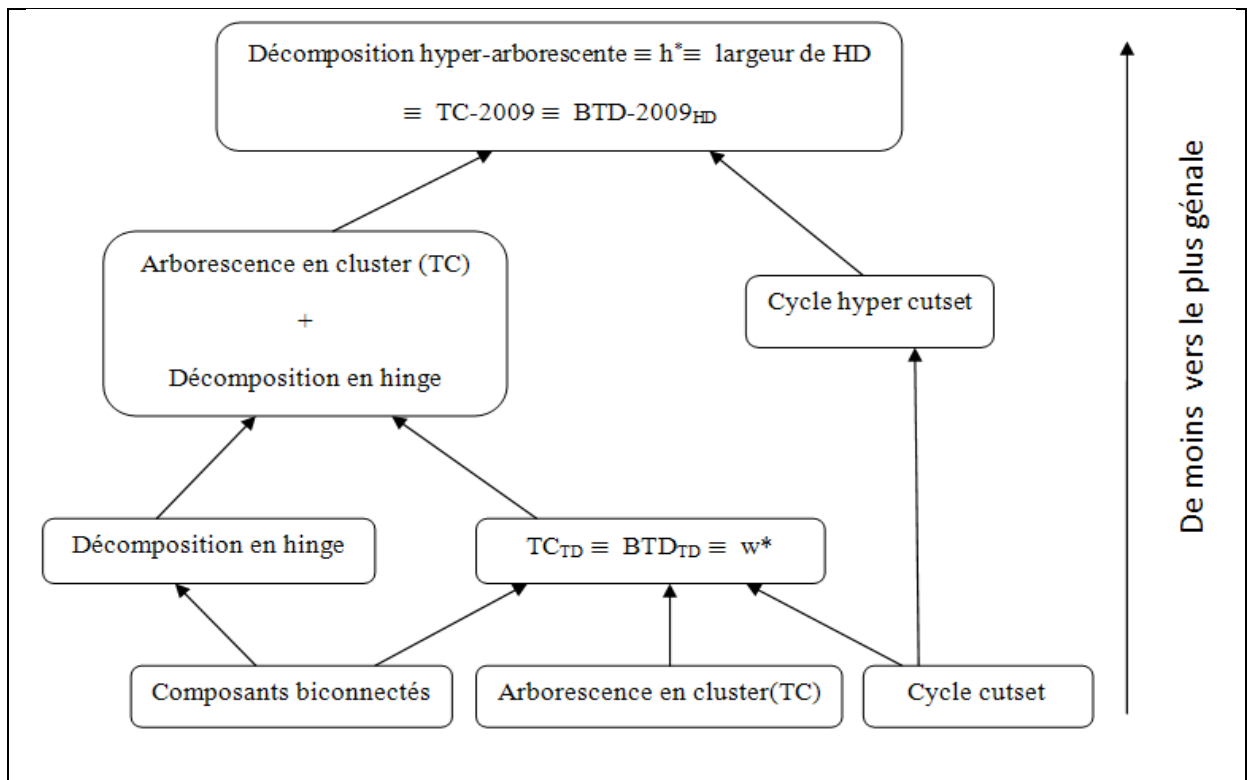 Décomposition hyper-arborescente ≡ h*≡ largeur de HD
≡ TC-2009 ≡ BTD-2009HD
Arborescence en cluster (TC)
+
Décomposition en hinge
Cycle hyper cutset
Décomposition en hinge
TCTD ≡ BTDTD ≡ w*
Composants biconnectés
Arborescence en cluster(TC)
Cycle cutset
De moins vers le plus génale